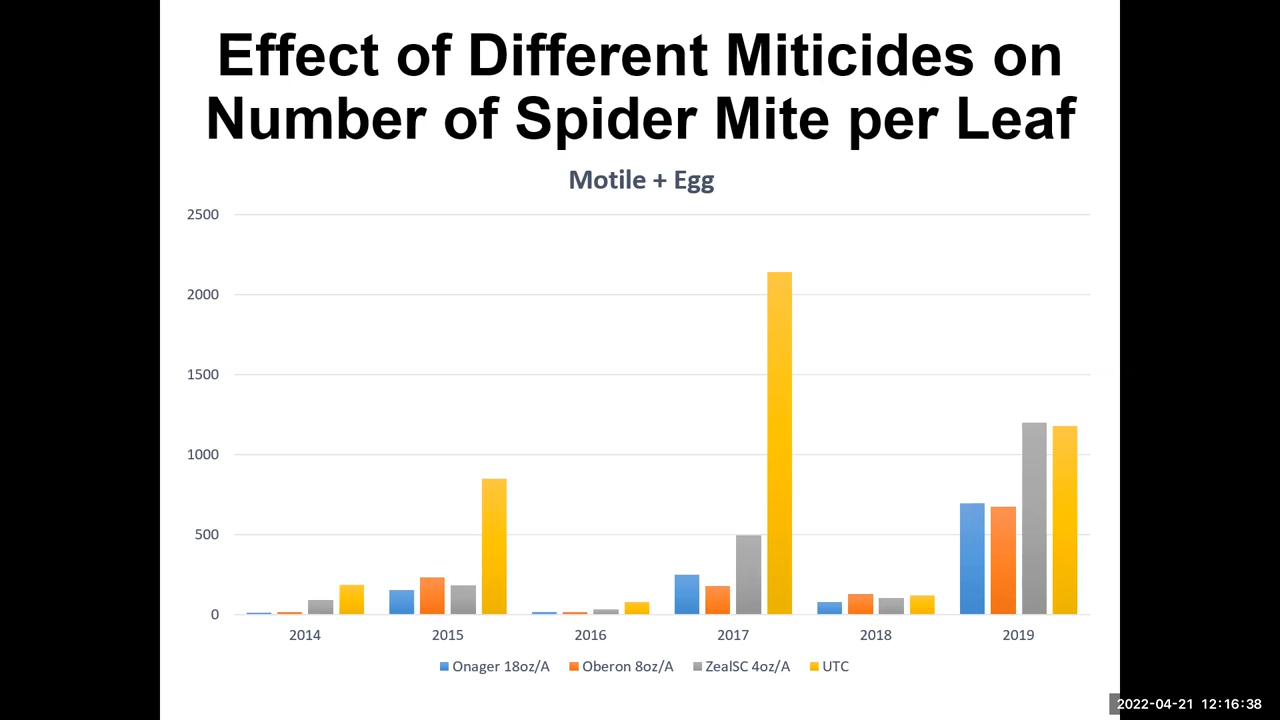 Effect of Different Miticides on
Number of Spider Mite per Leaf
Motile + Egg
2500
2000
1500
1000
500
0
2014 2015 2016 2017 2018 2019
Onager 18oz/A Oberon 8oz/A ZealSC 4oz/A UTC
2022-04-21 12:16:38